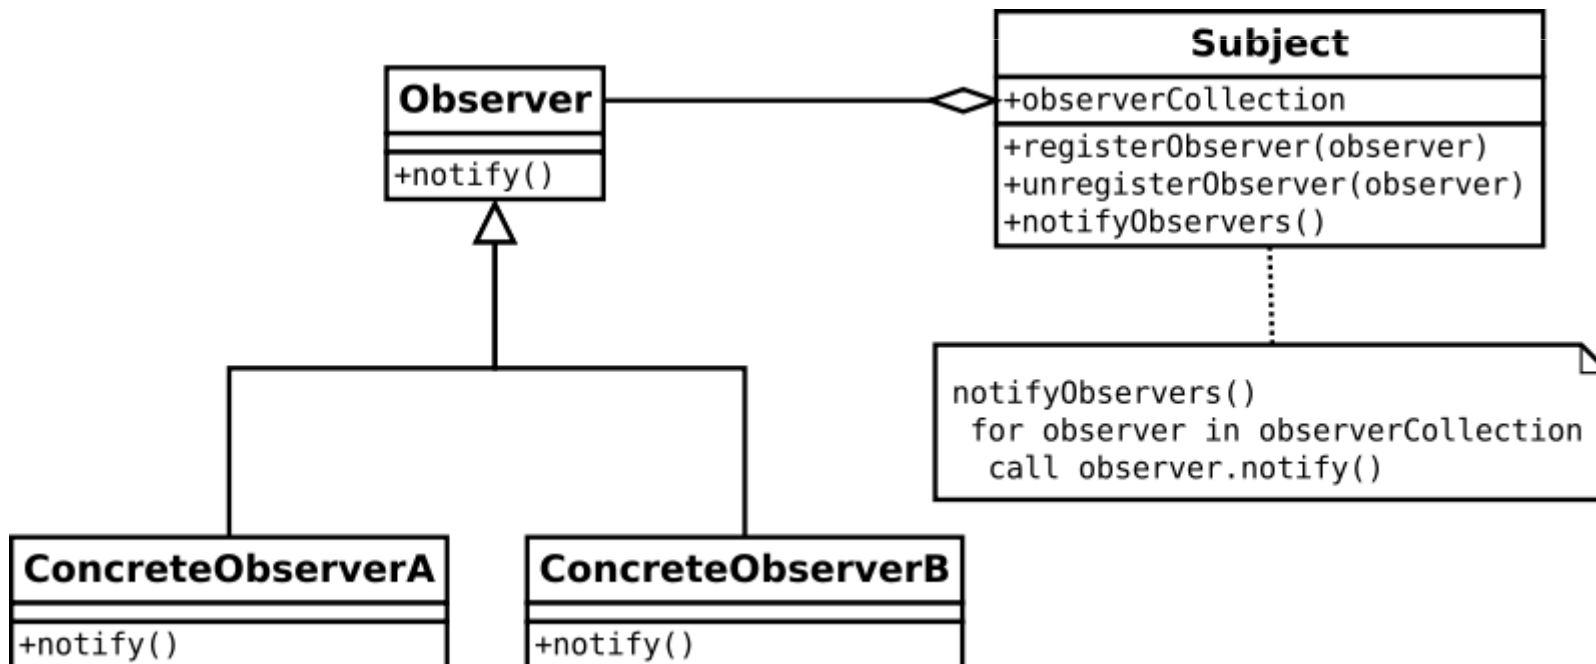 Observer
+notify()
Subject
+observerCollection
+registerObserver(observer)
+unregisterObserver(observer)
+notifyObservers()
notifyObservers()
for observer in observerCollection
call observer.notify()
ConcreteObserverA
+notify()
ConcreteObserverB
+notify()